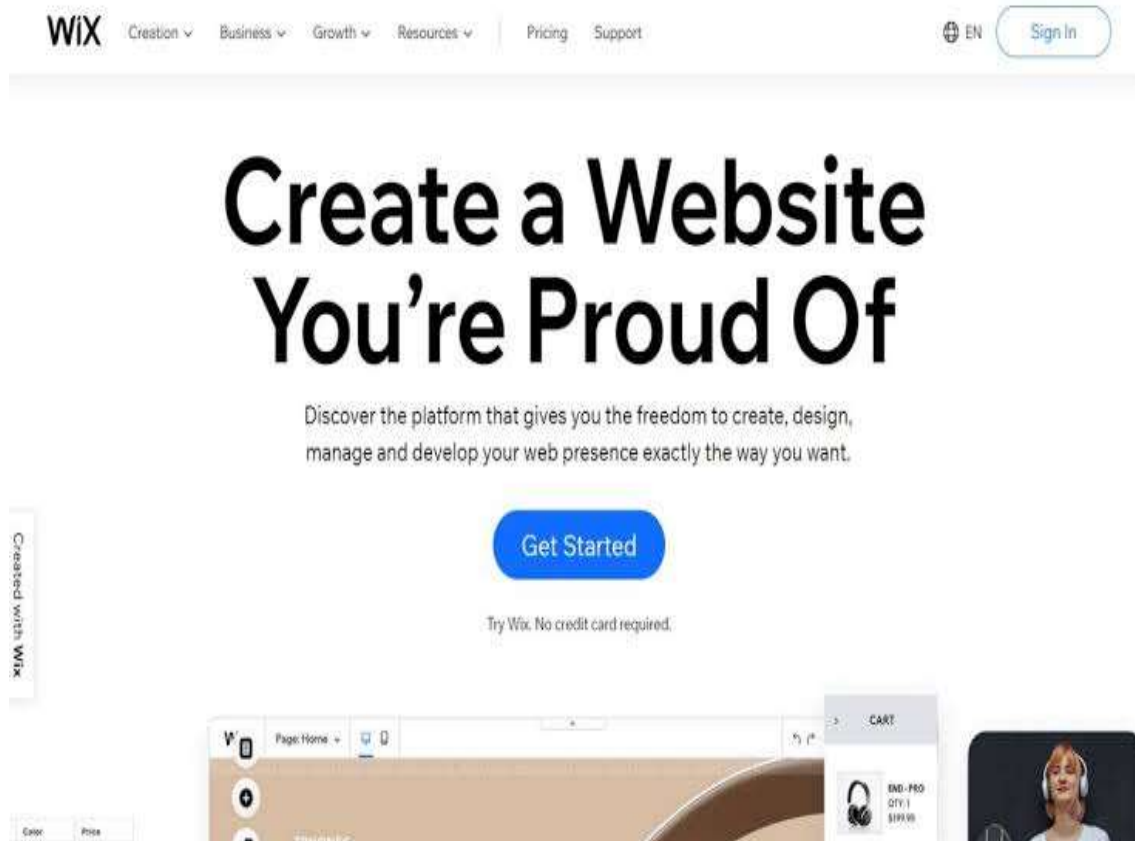 WiX
Creation
Business
Growth
Resources
Pricing
Support
EN
Sign In
Create a Website
You're Proud Of
Discover the platform that gives you the freedom to create, design,
manage and develop your web presence exactly the way you want.
Get Started
Try Wix. No credit card required.
Created with Wix
Page: Home
CART
END - PRO
QTY: 1
Color Price